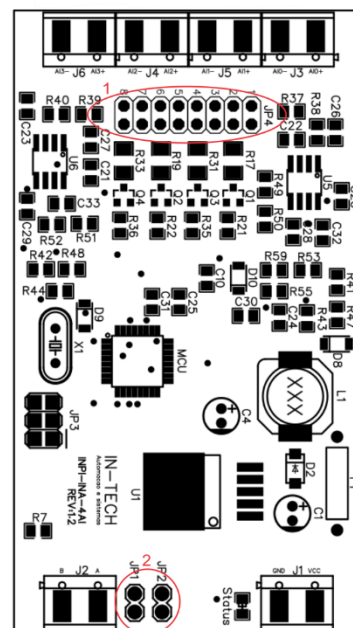 J6 J4 J5 J3
AI3- AI3+ AI2- AI2+ AI1- AI1+ AI0- AI0+
1
8 7 6 5 4 3 2 1
JP4
R40 R39 R37 R38 C26
C23 C27 C22
U6 R33 R19 R31 R17 U5
C21 R49
Q4 Q2 Q3 Q1
C33 R50
C29 R52 R51 R36 R22 R35 R21 C28 C32
R42 R48 R59 R53
C10 D10 R41
R44 C31 C25 R55
D9 C30 C24 R43 R47
X1 MCU D8
L1
JP3 C4
IN-TECH
Automacao e sistemas
INPI-INA-4AI
REV:1.2
U1 D2
C1
R7
2
J2 JP1 JP2 J1
B A GND VCC
Status